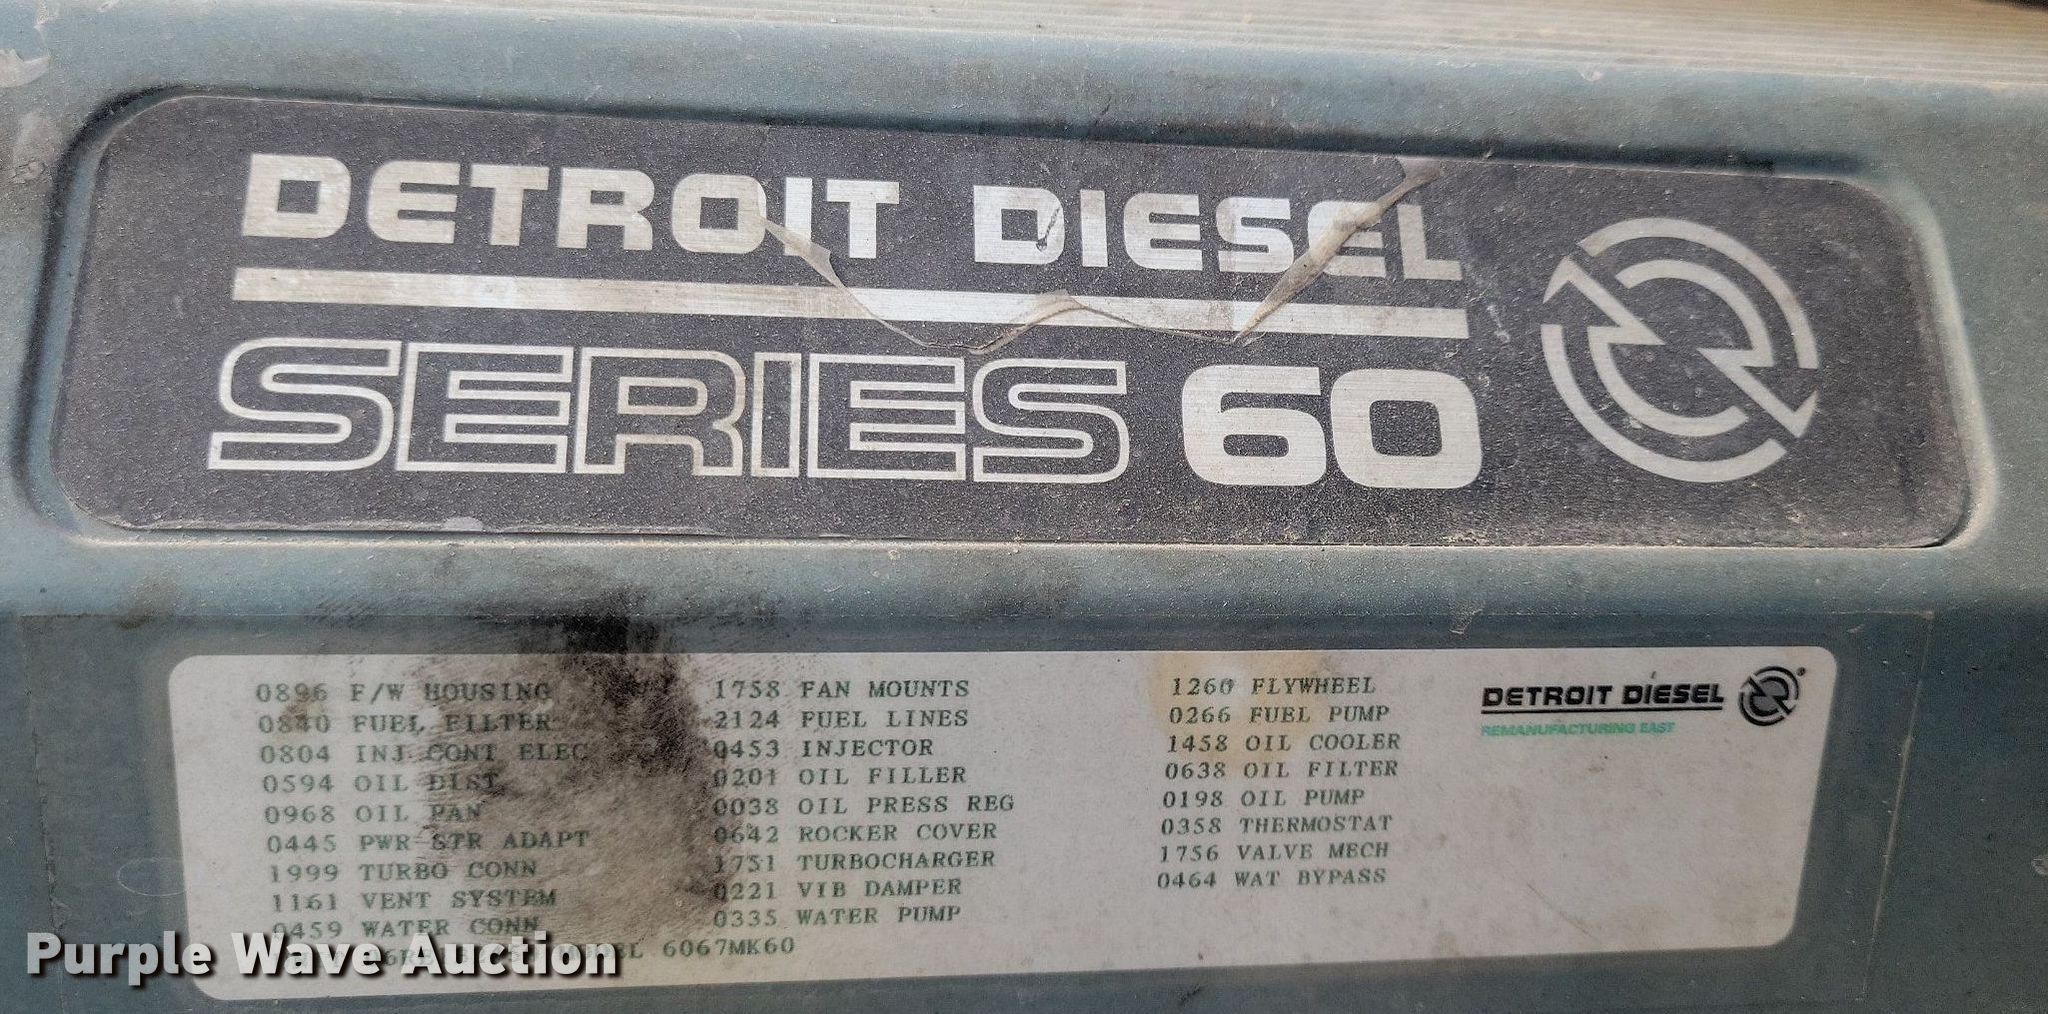 DETROIT DIESEL
SERIES 60
0896 F/W HOUSING
0840 FUEL FILTER
0804 INJ CONT ELEC
0594 OIL DIST
0968 OIL PAN
0445 PWR STR ADAPT
1999 TURBO CONN
1161 VENT SYSTEM
0459 WATER CONN
6067MK60
1758 FAN MOUNTS
2124 FUEL LINES
0453 INJECTOR
0201 OIL FILLER
0038 OIL PRESS REG
0642 ROCKER COVER
1751 TURBOCHARGER
0221 VIB DAMPER
0335 WATER PUMP
1260 FLYWHEEL
0266 FUEL PUMP
1458 OIL COOLER
0638 OIL FILTER
0198 OIL PUMP
0358 THERMOSTAT
1756 VALVE MECH
0464 WAT BYPASS
DETROIT DIESEL ®
REMANUFACTURING EAST
Purple Wave Auction